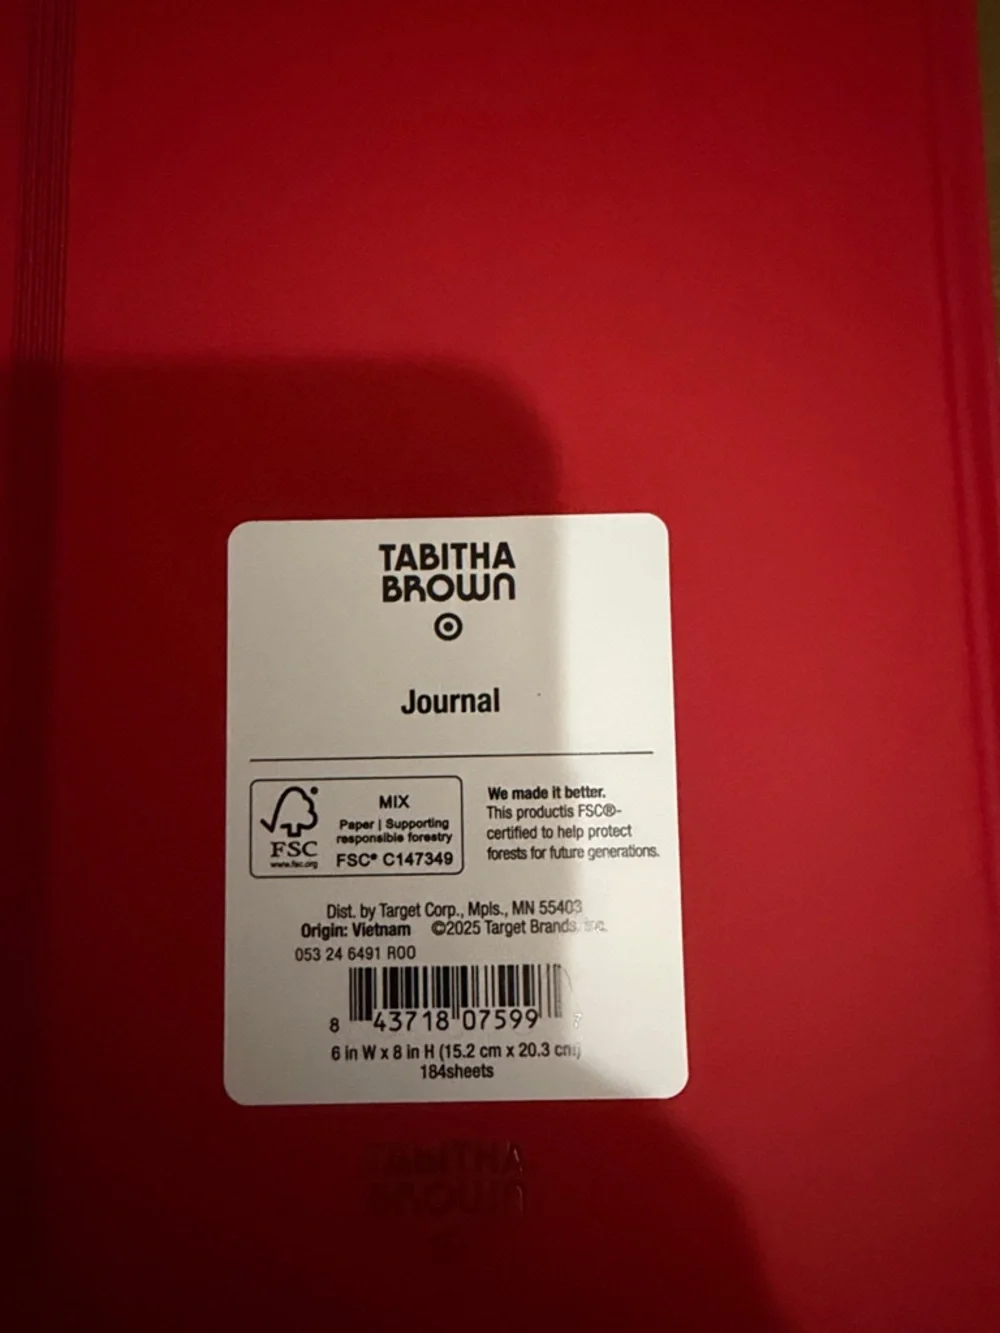 TABITHA
BROWN
Journal
FSC
www.fsc.org
MIX
Paper | Supporting
responsible forestry
FSC® C147349
We made it better.
This productis FSC®-
certified to help protect
forests for future generations.
Dist. by Target Corp., Mpls., MN 55403
Origin: Vietnam ©2025 Target Brands, Inc.
053 24 6491 R00
8 43718 07599 7
6 in W x 8 in H (15.2 cm x 20.3 cm)
184sheets
TABITHA
BROWN